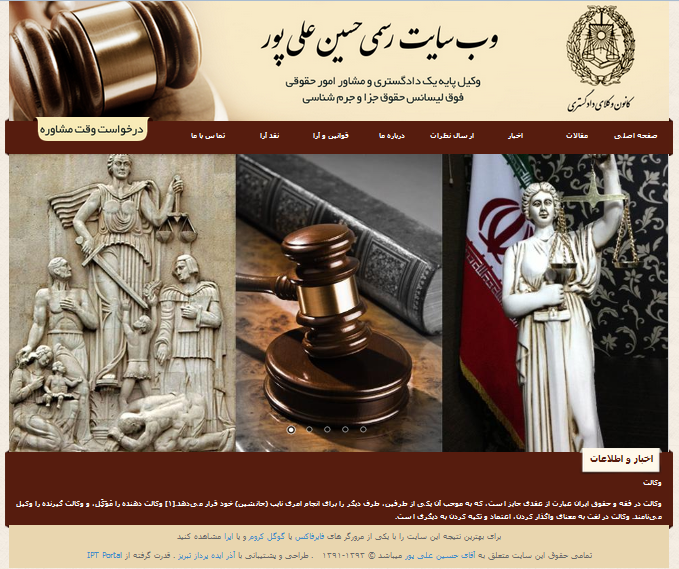 وب سایت رسمی حسین علی پور
وکیل پایه یک دادگستری و مشاور امور حقوقی
فوق لیسانس حقوق جزا و جرم شناسی
کانون وکلای دادگستری
صفحه اصلی
مقالات
اخبار
ارسال نظرات
درباره ما
قوانین و آرا
نقد آرا
تماس با ما
درخواست وقت مشاوره
اخبار و اطلاعات
وکالت
وکالت در فقه و حقوق ایران عبارت از عقدی جایز است، که به موجب آن یکی از طرفین، طرف دیگر را برای انجام امری نایب (جانشین) خود قرار می‌دهد.[۱] وکالت دهنده را مُوَکِّل، و وکالت گیرنده را وکیل
می‌نامند. وکالت در لغت به معنای واگذار کردن، اعتماد و تکیه کردن به دیگری است.
برای بهترین نتیجه این سایت را با یکی از مرورگر های فایرفاکس یا گوگل کروم و یا اپرا مشاهده کنید
تمامی حقوق این سایت متعلق به آقای حسین علی پور میباشد © ۱۳۹۳-۱۳۹۱ . طراحی و پشتیبانی با آذر ایده پرداز تبریز . قدرت گرفته از IPT Portal